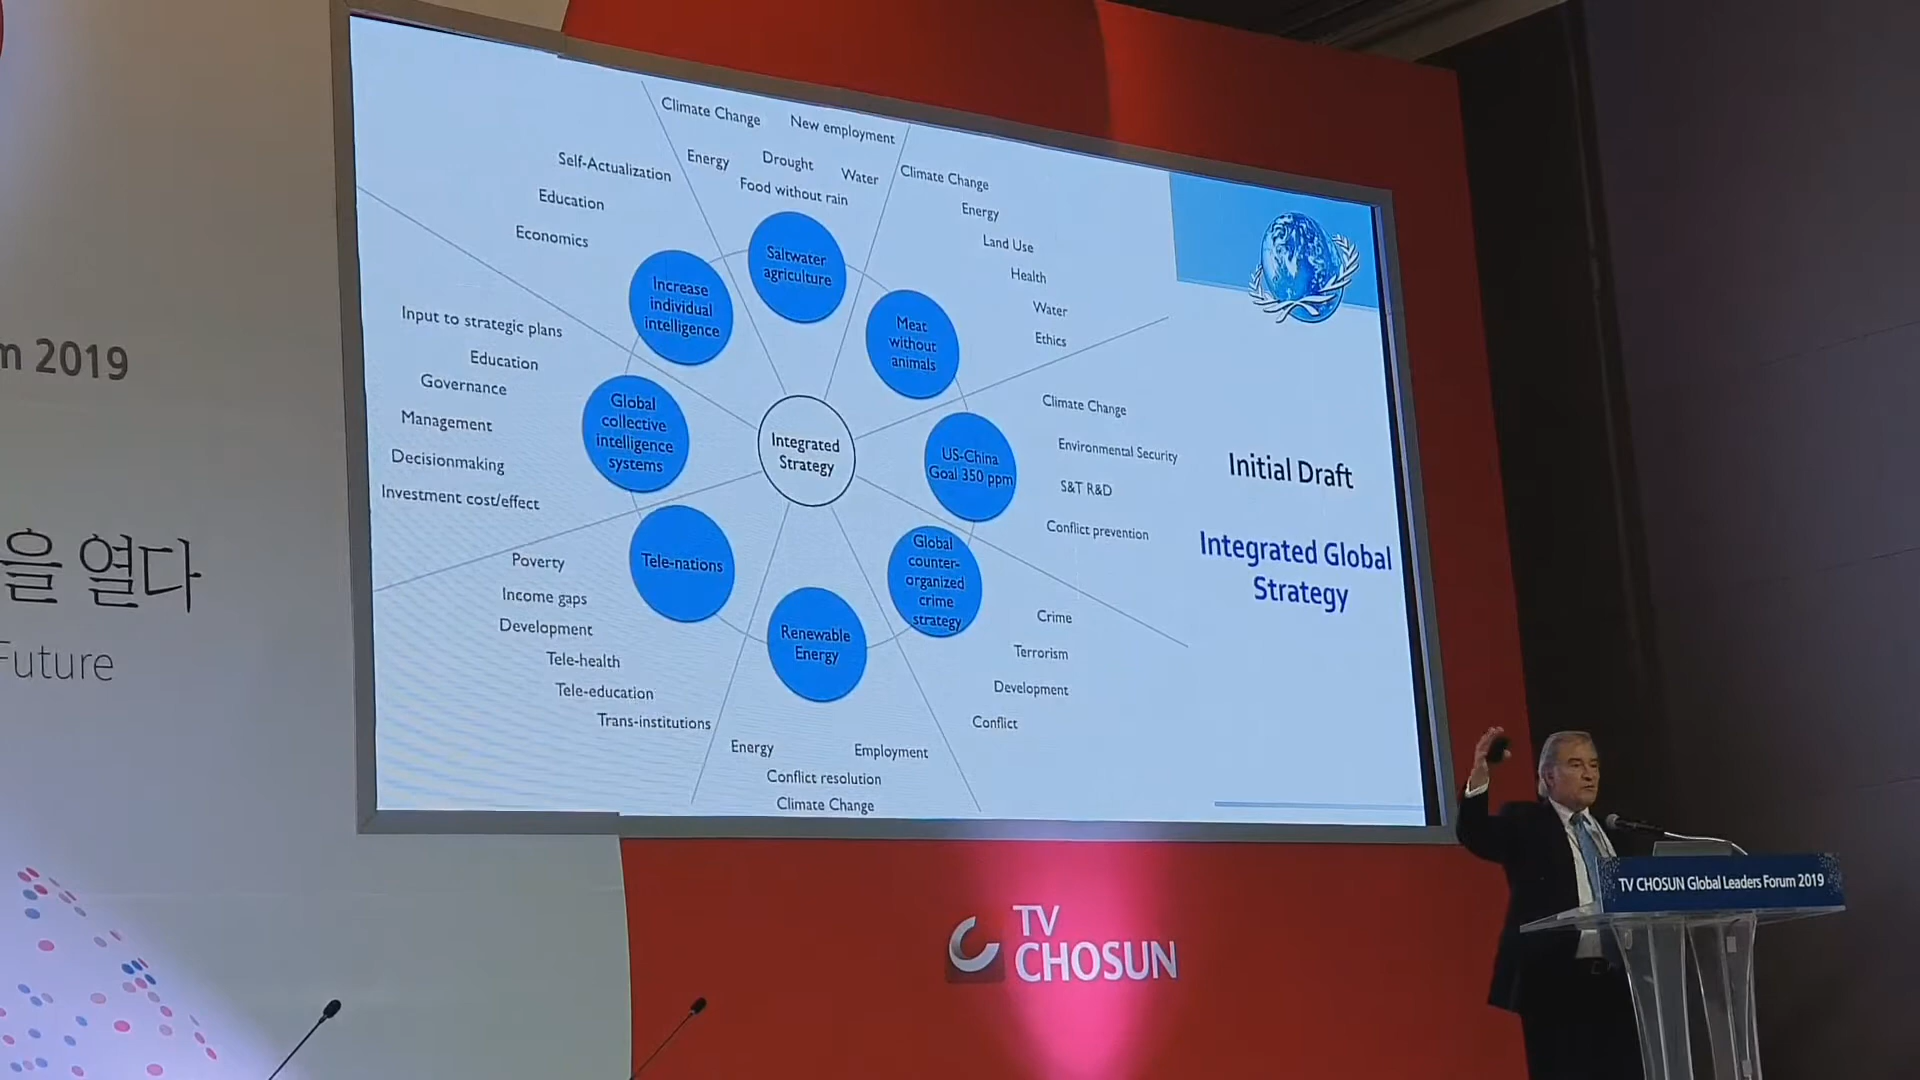 m 2019
을 열다
Future
Climate Change
New employment
Energy
Drought
Water
Food without rain
Saltwater
agriculture
Climate Change
Energy
Land Use
Health
Water
Ethics
Meat
without
animals
Climate Change
Environmental Security
S&T R&D
Conflict prevention
US-China
Goal 350 ppm
Crime
Terrorism
Development
Conflict
Global
counter-
organized
crime
strategy
Energy
Employment
Conflict resolution
Climate Change
Renewable
Energy
Poverty
Income gaps
Development
Tele-health
Tele-education
Trans-institutions
Tele-nations
Input to strategic plans
Education
Governance
Management
Decisionmaking
Investment cost/effect
Global
collective
intelligence
systems
Self-Actualization
Education
Economics
Increase
individual
intelligence
Integrated
Strategy
Initial Draft
Integrated Global
Strategy
TV
CHOSUN
TV CHOSUN Global Leaders Forum 2019